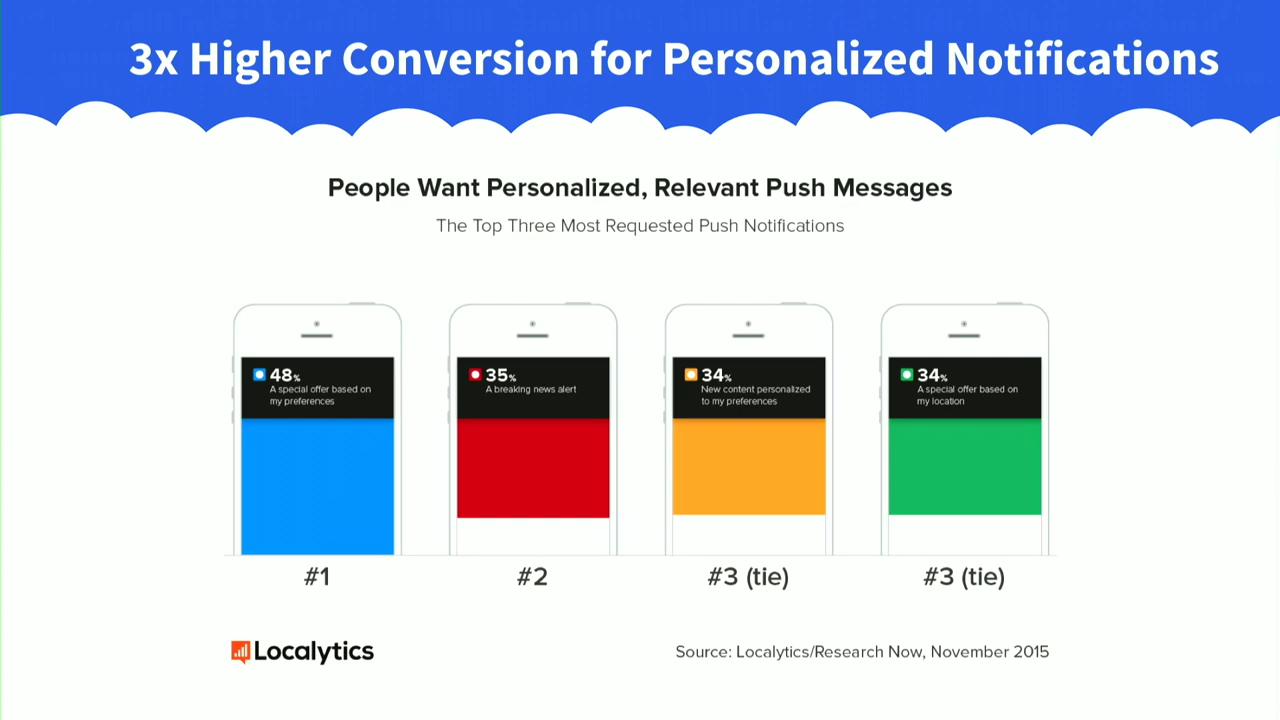 3x Higher Conversion for Personalized Notifications
People Want Personalized, Relevant Push Messages
The Top Three Most Requested Push Notifications
48%
A special offer based on
my preferences
35%
A breaking news alert
34%
New content personalized
to my preferences
34%
A special offer based on
my location
#1
#2
#3 (tie)
#3 (tie)
Localytics
Source: Localytics/Research Now, November 2015